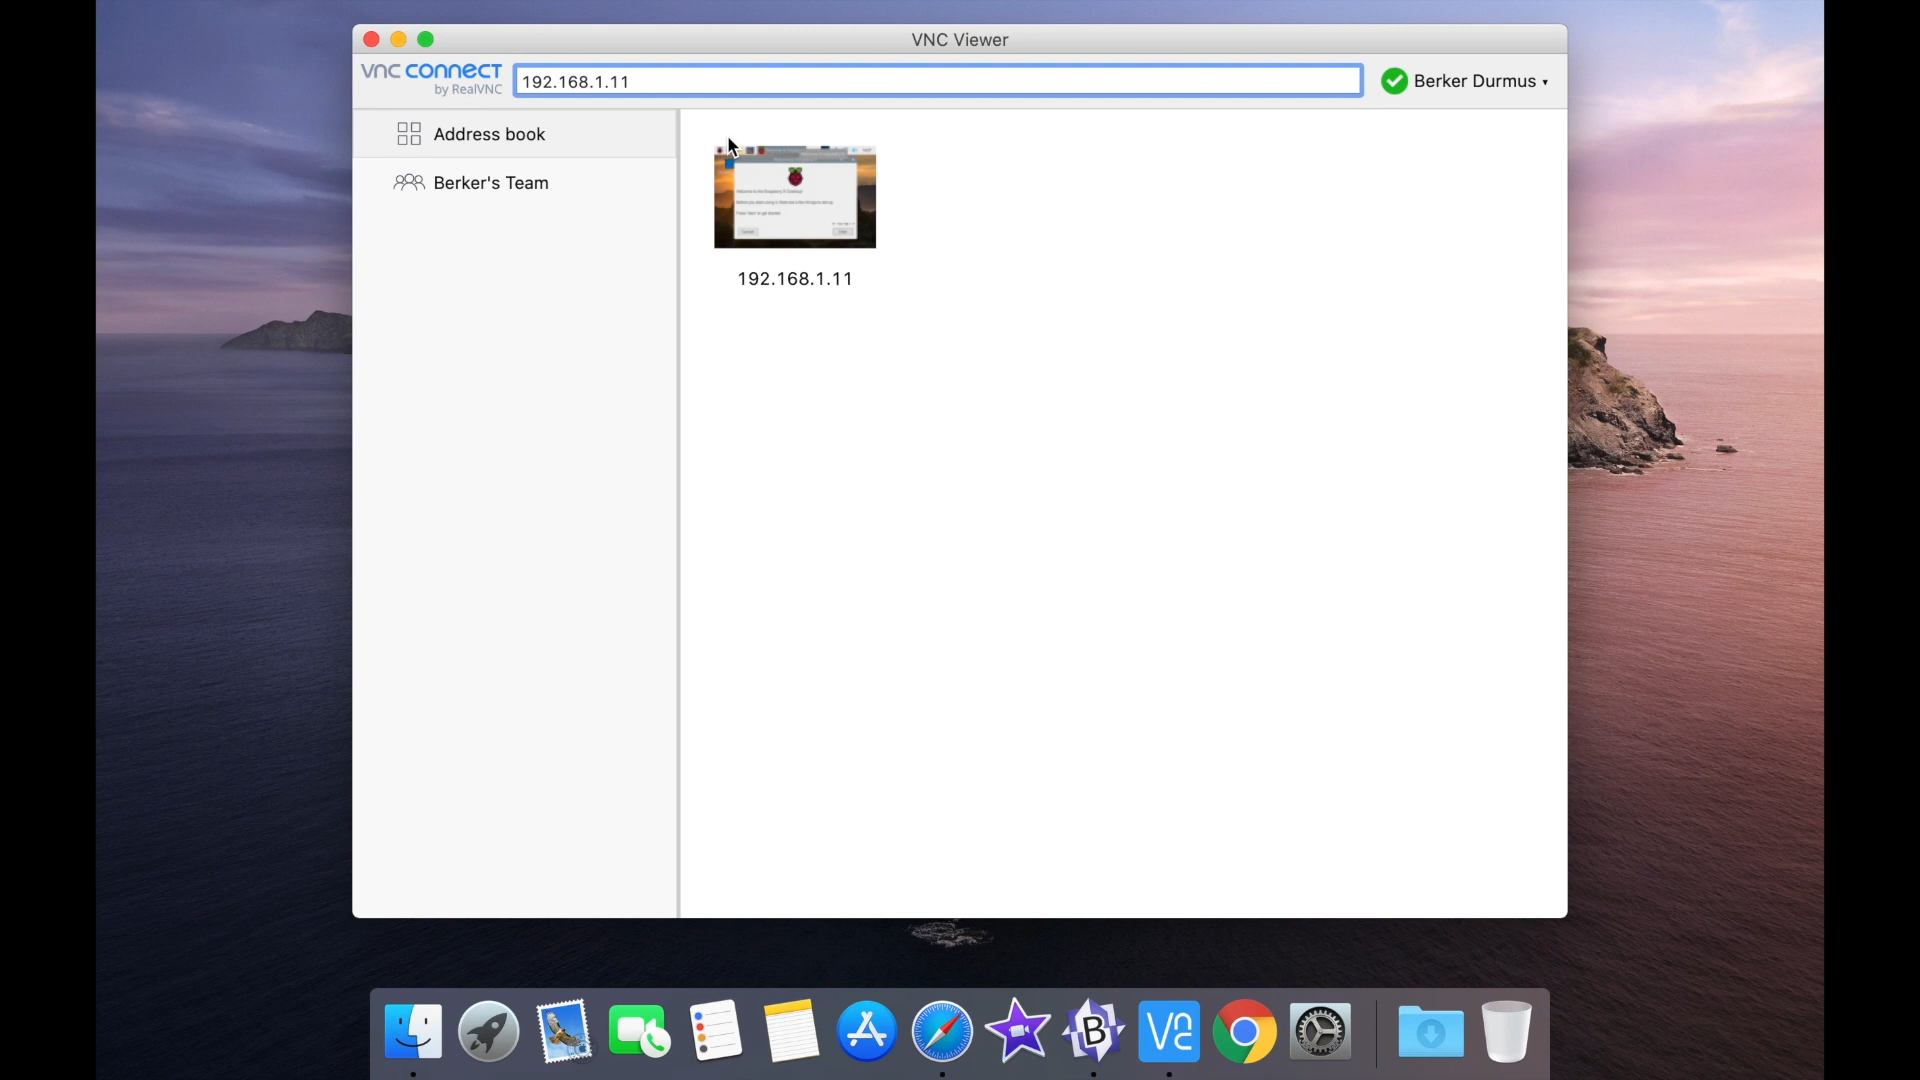 VNC Viewer
vnc connect
by RealVNC
192.168.1.11
Berker Durmus
Address book
Berker's Team
192.168.1.11
B